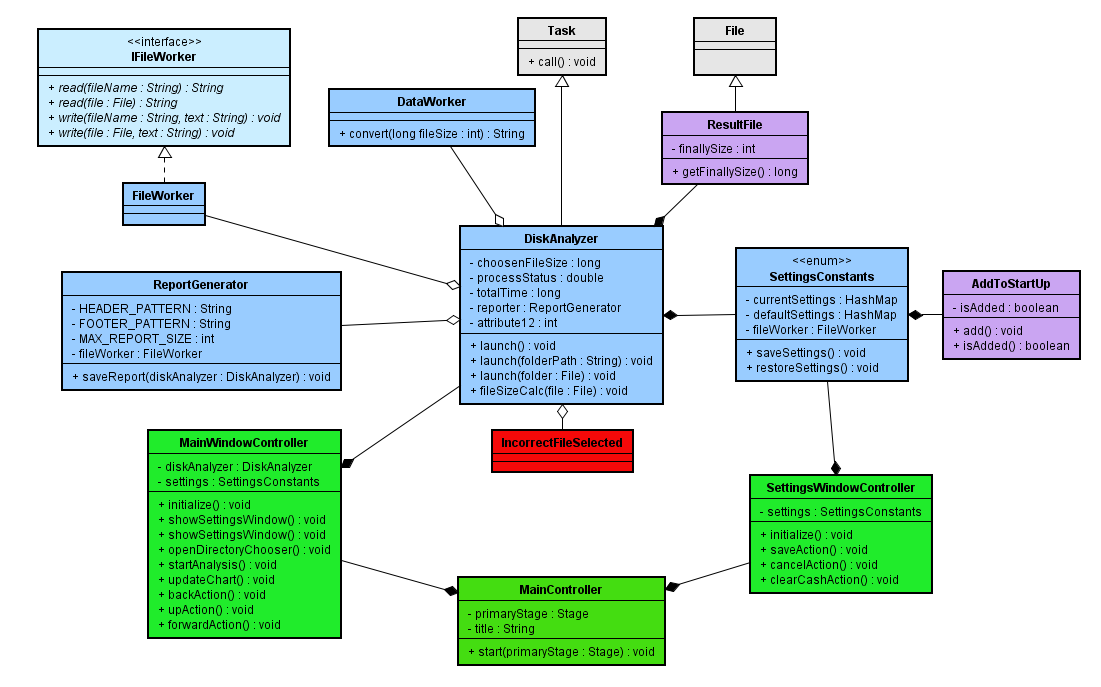 <<interface>>
IFileWorker
+ read(fileName : String) : String
+ read(file : File) : String
+ write(fileName : String, text : String) : void
+ write(file : File, text : String) : void
Task
+ call() : void
File
DataWorker
+ convert(long fileSize : int) : String
ResultFile
- finallySize : int
+ getFinallySize() : long
FileWorker
DiskAnalyzer
- choosenFileSize : long
- processStatus : double
- totalTime : long
- reporter : ReportGenerator
- attribute12 : int
+ launch() : void
+ launch(folderPath : String) : void
+ launch(folder : File) : void
+ fileSizeCalc(file : File) : void
<<enum>>
SettingsConstants
- currentSettings : HashMap
- defaultSettings : HashMap
- fileWorker : FileWorker
+ saveSettings() : void
+ restoreSettings() : void
AddToStartUp
- isAdded : boolean
+ add() : void
+ isAdded() : boolean
ReportGenerator
- HEADER_PATTERN : String
- FOOTER_PATTERN : String
- MAX_REPORT_SIZE : int
- fileWorker : FileWorker
+ saveReport(diskAnalyzer : DiskAnalyzer) : void
IncorrectFileSelected
MainWindowController
- diskAnalyzer : DiskAnalyzer
- settings : SettingsConstants
+ initialize() : void
+ showSettingsWindow() : void
+ showSettingsWindow() : void
+ openDirectoryChooser() : void
+ startAnalysis() : void
+ updateChart() : void
+ backAction() : void
+ upAction() : void
+ forwardAction() : void
SettingsWindowController
- settings : SettingsConstants
+ initialize() : void
+ saveAction() : void
+ cancelAction() : void
+ clearCashAction() : void
MainController
- primaryStage : Stage
- title : String
+ start(primaryStage : Stage) : void